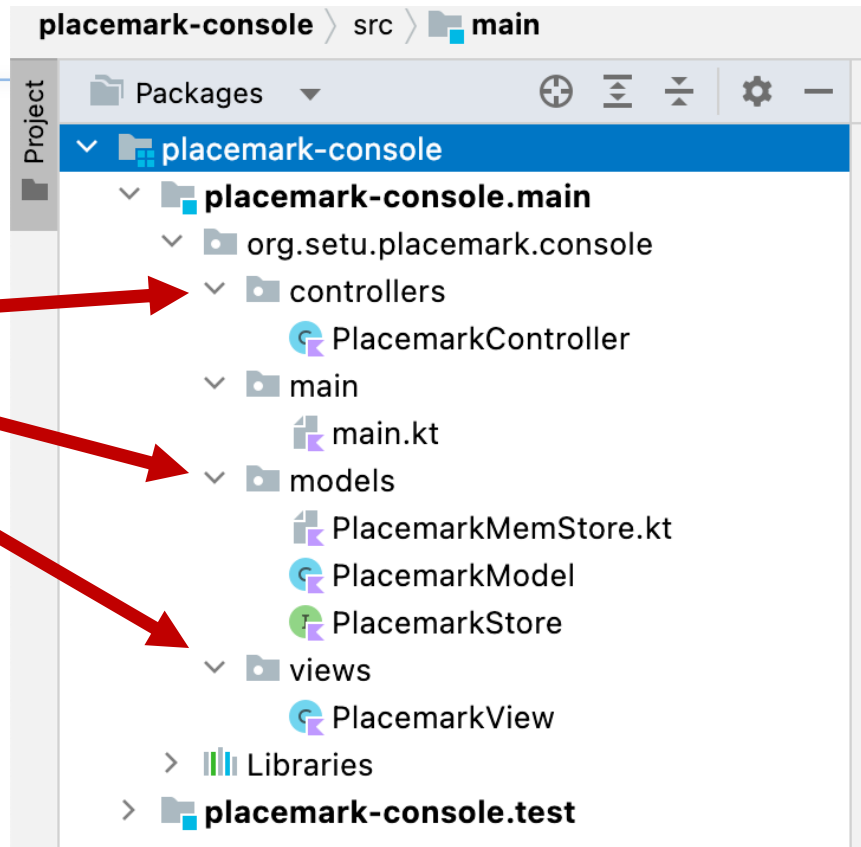 placemark-console 〉 src 〉 main
Project
Packages
placemark-console
placemark-console.main
org.setu.placemark.console
controllers
PlacemarkController
main
main.kt
models
PlacemarkMemStore.kt
PlacemarkModel
PlacemarkStore
views
PlacemarkView
Libraries
placemark-console.test